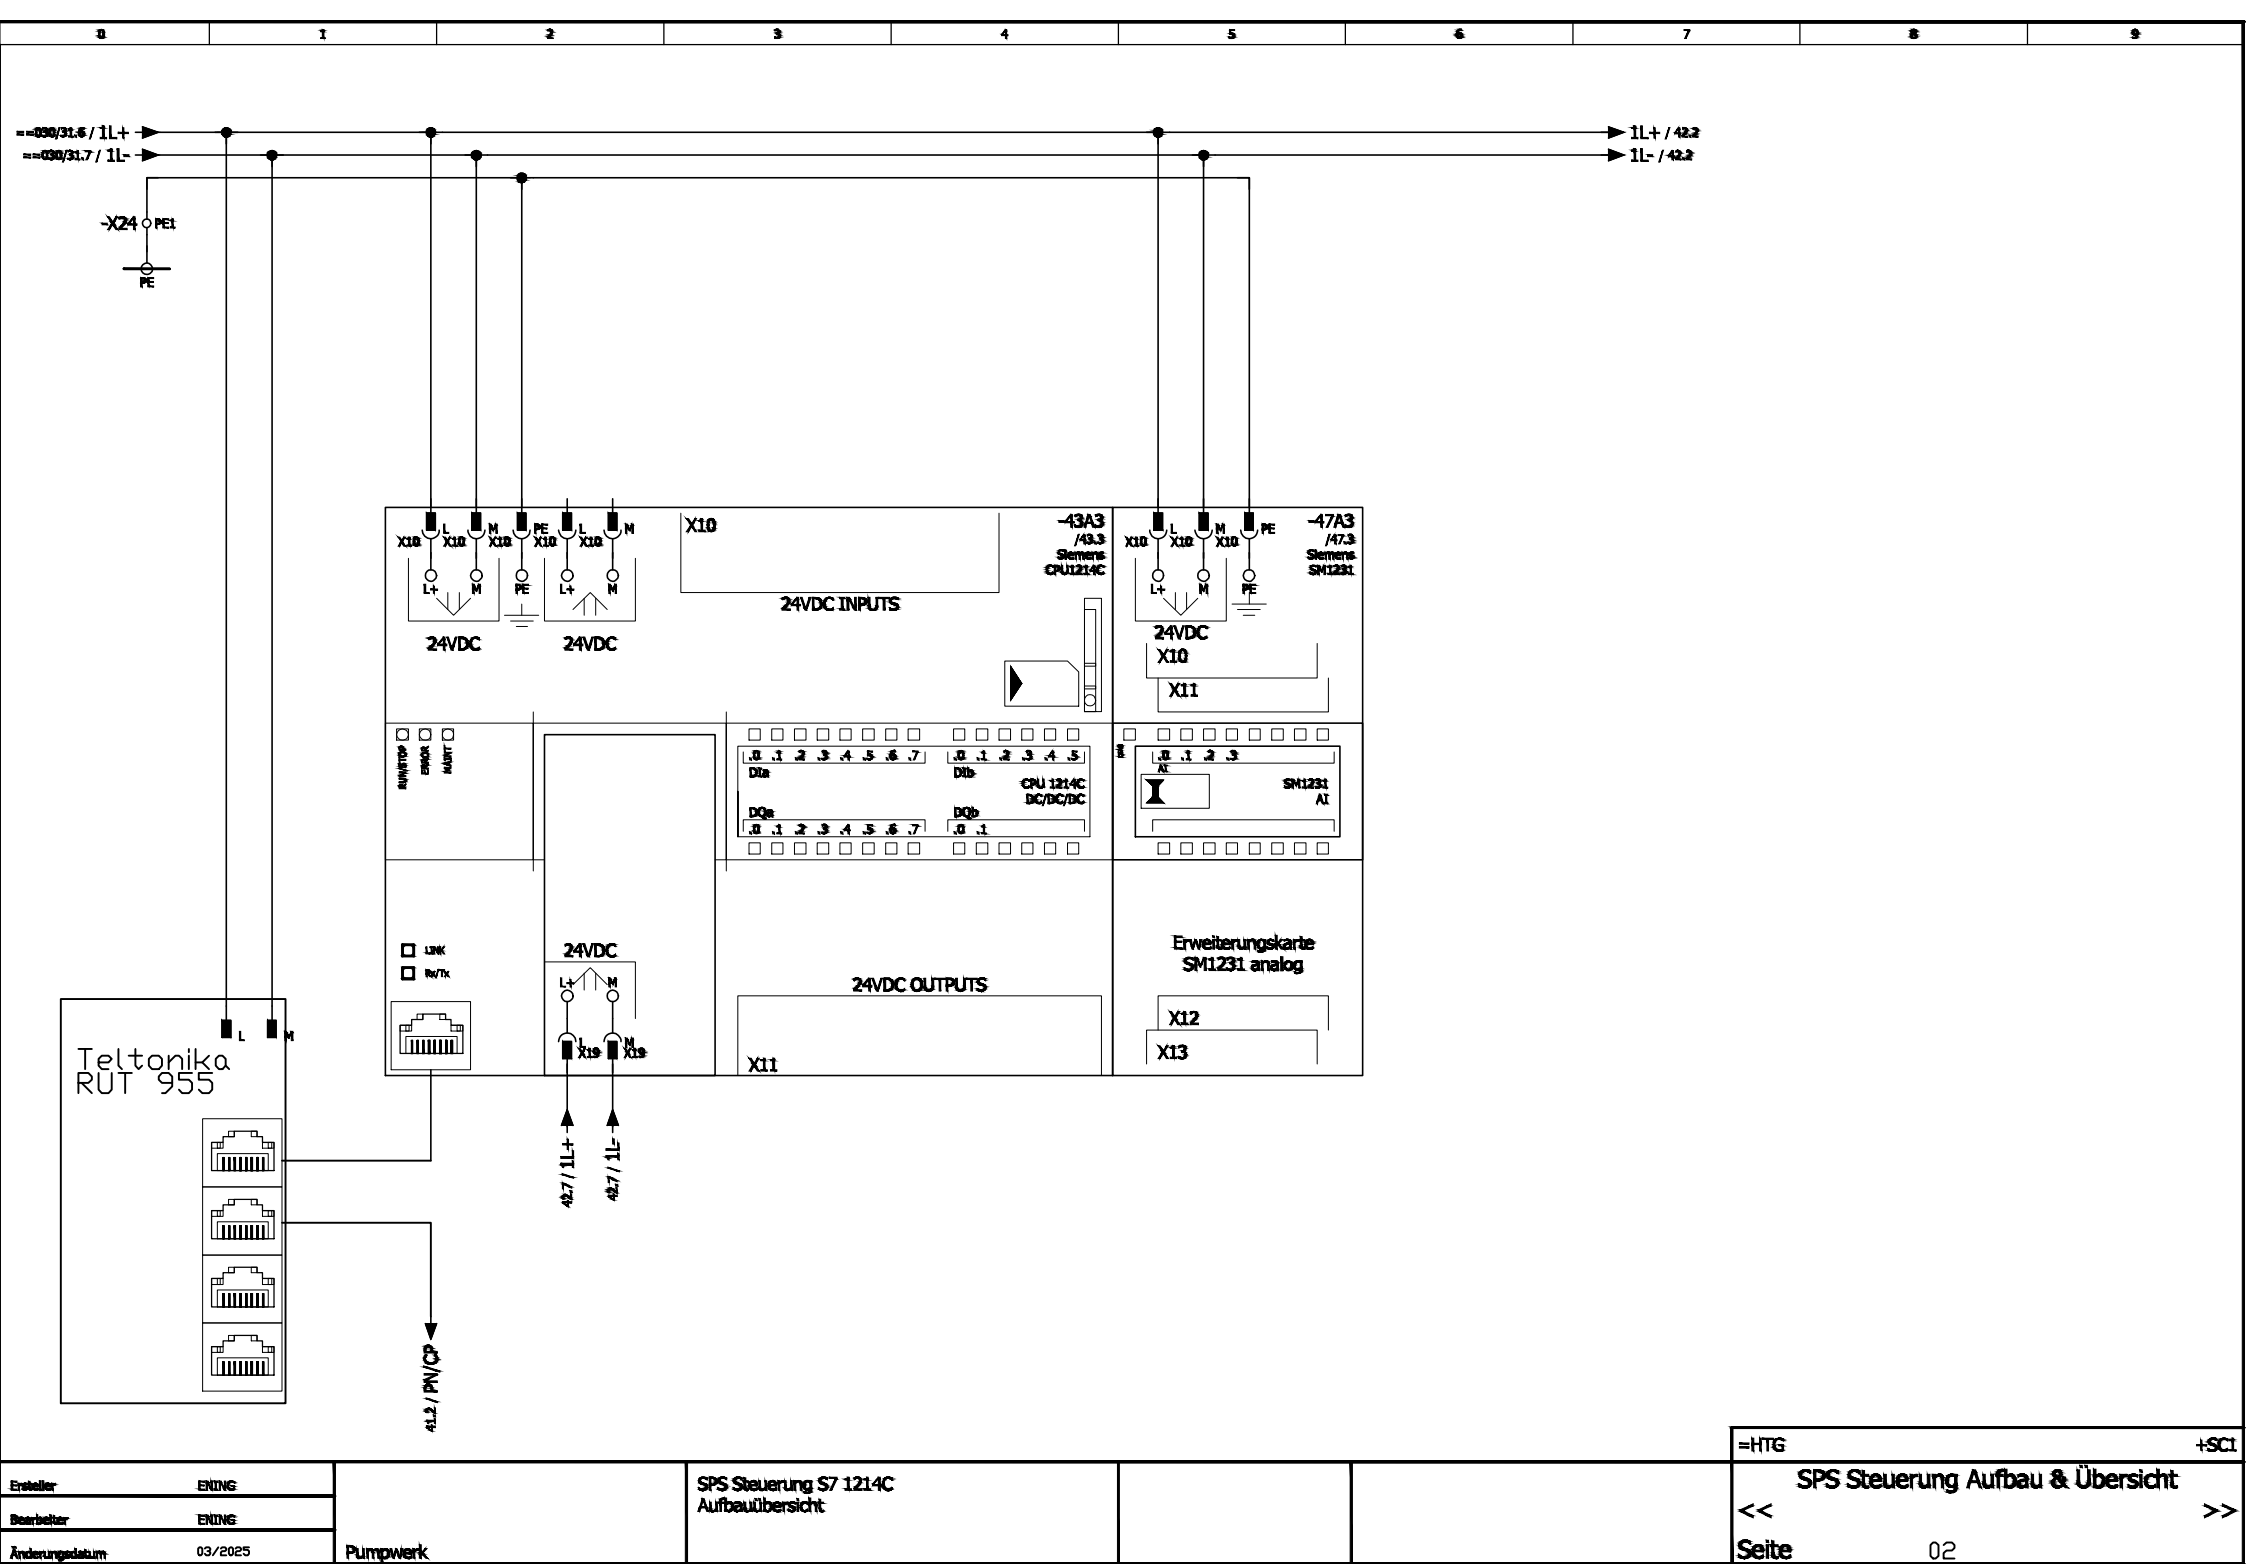 0 1 2 3 4 5 6 7 8 9
==030/31.6 / 1L+
1L+ / 42.2
==030/31.7 / 1L-
1L- / 42.2
-X24 PE1
PE
L M PE L M
X10 X10 X10 X10 X10
L+ M PE L+ M
24VDC 24VDC
X10
24VDC INPUTS
-43A3
/43.3
Siemens
CPU1214C
L M PE
X10 X10 X10
L+ M PE
24VDC
X10
X11
-47A3
/47.3
Siemens
SM1231
RUN/STOP ERROR MAINT
.0 .1 .2 .3 .4 .5 .6 .7
DIa
.0 .1 .2 .3 .4 .5
DIb
CPU 1214C
DC/DC/DC
DQa
.0 .1 .2 .3 .4 .5 .6 .7
DQb
.0 .1
.0 .1 .2 .3
AI
SM1231
AI
LINK
Rx/Tx
24VDC
L+ M
L M
X19 X19
42.7 / 1L+
42.7 / 1L-
24VDC OUTPUTS
X11
Erweiterungskarte
SM1231 analog
X12
X13
L M
Teltonika
RUT 955
41.2 / PN/CP
=HTG +SC1
Ersteller ENING
Bearbeiter ENING
Änderungsdatum 03/2025
Pumpwerk
SPS Steuerung S7 1214C
Aufbauübersicht
SPS Steuerung Aufbau & Übersicht
<< >>
Seite 02